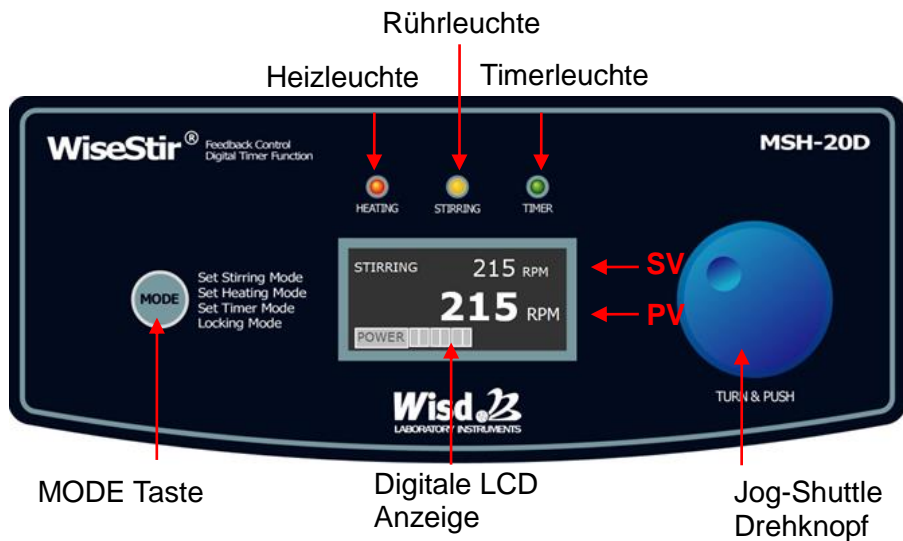 Rührleuchte
Heizleuchte
Timerleuchte
WiseStir®
Feedback Control
Digital Timer Function
MSH-20D
HEATING
STIRRING
TIMER
STIRRING 215 RPM
SV
215 RPM
PV
POWER
MODE
Set Stirring Mode
Set Heating Mode
Set Timer Mode
Locking Mode
TURN & PUSH
Wisd
LABORATORY INSTRUMENTS
MODE Taste
Digitale LCD
Anzeige
Jog-Shuttle
Drehknopf